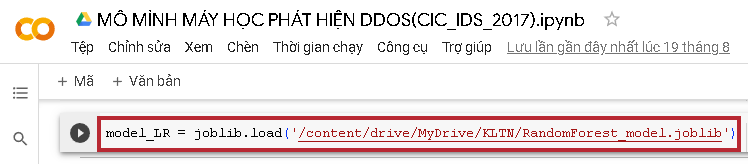 MÔ MÌNH MÁY HỌC PHÁT HIỆN DDOS(CIC_IDS_2017).ipynb
Tệp Chỉnh sửa Xem Chèn Thời gian chạy Công cụ Trợ giúp Lưu lần gần đây nhất lúc 19 tháng 8
+ Mã + Văn bản
model_LR = joblib.load('/content/drive/MyDrive/KLTN/RandomForest_model.joblib')